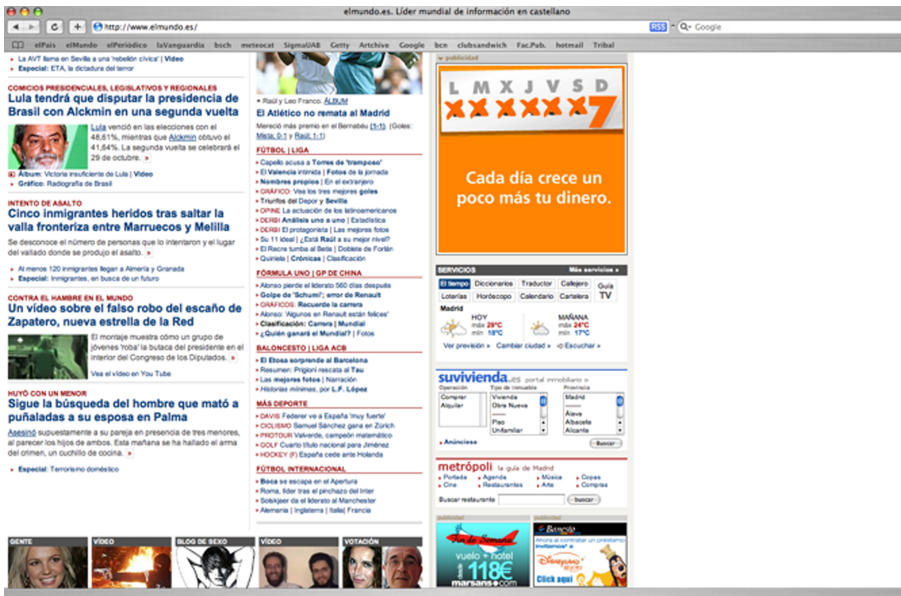 elmundo.es. Líder mundial de información en castellano
http://www.elmundo.es/
RSS
Google
elPaís elMundo elPeriódico laVanguardia bsch meteocat SigmaUAB Getty Artchive Google bcn clubsandwich Fac.Pub. hotmail Tribal
La AVT llama en Sevilla a una 'rebelión cívica' | Vídeo
Especial: ETA, la dictadura del terror
COMICIOS PRESIDENCIALES, LEGISLATIVOS Y REGIONALES
Lula tendrá que disputar la presidencia de
Brasil con Alckmin en una segunda vuelta
Lula venció en las elecciones con el
48,61%, mientras que Alckmin obtuvo el
41,64%. La segunda vuelta se celebrará el
29 de octubre. »
Álbum: Victoria insuficiente de Lula | Vídeo
Gráfico: Radiografía de Brasil
INTENTO DE ASALTO
Cinco inmigrantes heridos tras saltar la
valla fronteriza entre Marruecos y Melilla
Se desconoce el número de personas que lo intentaron y el lugar
del vallado donde se produjo el asalto. »
Al menos 120 inmigrantes llegan a Almería y Granada
Especial: Inmigrantes, en busca de un futuro
CONTRA EL HAMBRE EN EL MUNDO
Un vídeo sobre el falso robo del escaño de
Zapatero, nueva estrella de la Red
El montaje muestra cómo un grupo de
jóvenes 'roba' la butaca del presidente en el
interior del Congreso de los Diputados. »
Vea el vídeo en You Tube
HUYÓ CON UN MENOR
Sigue la búsqueda del hombre que mató a
puñaladas a su esposa en Palma
Asesinó supuestamente a su pareja en presencia de tres menores,
al parecer los hijos de ambos. Esta mañana se ha hallado el arma
del crimen, un cuchillo de cocina. »
Especial: Terrorismo doméstico
Raúl y Leo Franco. ÁLBUM
El Atlético no remata al Madrid
Mereció más premio en el Bernabéu (1-1). (Goles:
Mista, 0-1 y Raúl, 1-1)
FÚTBOL | LIGA
Capello acusa a Torres de 'tramposo'
El Valencia intimida | Fotos de la jornada
Nombres propios | En el extranjero
GRÁFICO: Vea los tres mejores goles
Triunfos del Depor y Sevilla
OPINE La actuación de los latinoamericanos
DERBI Análisis uno a uno | Estadística
DERBI El protagonista | Las mejores fotos
Su 11 ideal | ¿Está Raúl a su mejor nivel?
El Recre tumba al Betis | Doblete de Forlán
Quiniela | Crónicas | Clasificación
FÓRMULA UNO | GP DE CHINA
Alonso pierde el liderato 560 días después
Golpe de 'Schumi'; error de Renault
GRÁFICOS: Recuerde la carrera
Alonso: 'Algunos en Renault están felices'
Clasificación: Carrera | Mundial
¿Quién ganará el Mundial? | Fotos
BALONCESTO | LIGA ACB
El Etosa sorprende al Barcelona
Resumen: Prigioni rescata al Tau
Las mejores fotos | Narración
Historias mínimas, por L.F. López
MÁS DEPORTE
DAVIS Federer ve a España 'muy fuerte'
CICLISMO Samuel Sánchez gana en Zúrich
PROTOUR Valverde, campeón matemático
GOLF Cuarto título nacional para Jiménez
HOCKEY (F) España cede ante Holanda
FÚTBOL INTERNACIONAL
Boca se escapa en el Apertura
Roma, líder tras el pinchazo del Inter
Solskjaer da el liderato al Manchester
Alemania | Inglaterra | Italia| Francia
publicidad
L M X J V S D
7
Cada día crece un
poco más tu dinero.
SERVICIOS Más servicios »
El tiempo Diccionarios Traductor Callejero Guía
Loterías Horóscopo Calendario Cartelera TV
Madrid
HOY MAÑANA
máx 29°C máx 24°C
mín 18°C mín 17°C
Ver previsión » Cambiar ciudad » Escuchar »
suvivienda.ES portal inmobiliario »
Operación Tipo de inmueble Provincia
Comprar Vivienda Madrid
Alquilar Obra Nueva ------
------ Álava
Piso Albacete
Unifamiliar Alicante
Anúnciese Buscar
metrópoli la guía de Madrid
Portada Agenda Música Copas
Cine Restaurantes Arte Compras
Buscar restaurante buscar
publicidad publicidad
Fin de Semana
vuelo + hotel
desde 118€
marsans.com
Banesto
Ahora al contratar un préstamo
invitamos* a
Disneyland
Click aquí
GENTE VÍDEO BLOG DE SEXO VÍDEO VOTACIÓN